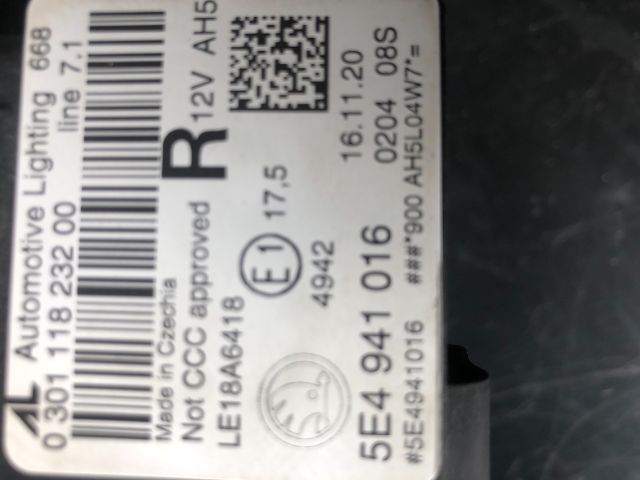 AL Automotive Lighting 668
0 301 118 232 00 line 7.1
Made in Czechia
Not CCC approved R 12V AH5
LE18A6418
E1 17,5
4942
16.11.20
0204 08S
5E4 941 016
#5E4941016 ###*900 AH5L04W7*=